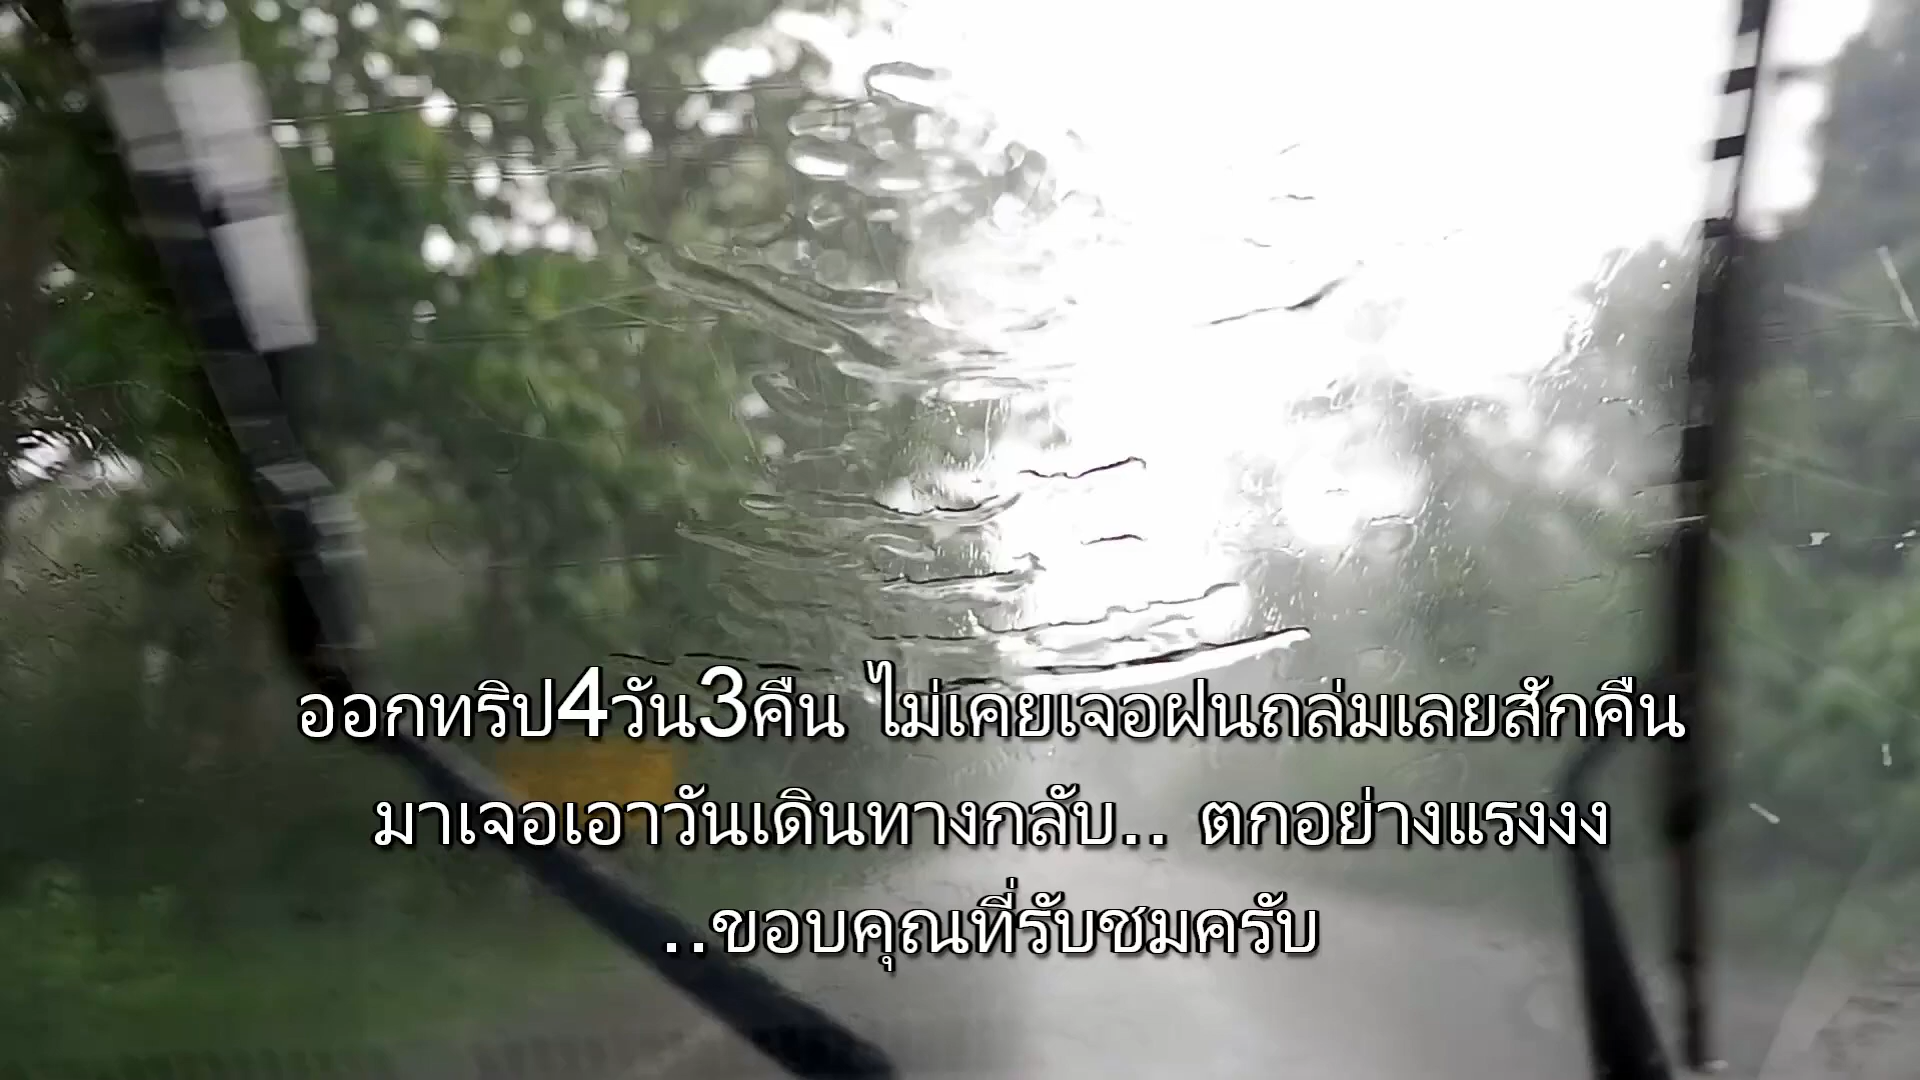 ออกทริป4วัน3คืน ไม่เคยเจอฝนถล่มเลยสักคืน
มาเจอเอาวันเดินทางกลับ.. ตกอย่างแรงงง
..ขอบคุณที่รับชมครับ